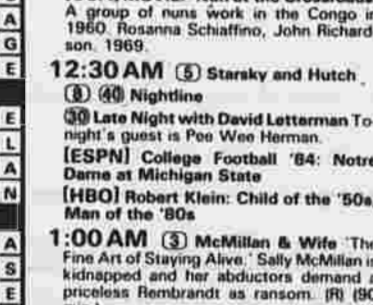 A group of nuns work in the Congo in
1960. Rosanna Schiaffino, John Richard-
son. 1969.
12:30 AM (5) Starsky and Hutch
(8) (40) Nightline
(30) Late Night with David Letterman To-
night's guest is Pee Wee Herman.
[ESPN] College Football '84: Notre
Dame at Michigan State
[HBO] Robert Klein: Child of the '50s,
Man of the '80s
1:00 AM (3) McMillan & Wife 'The
Fine Art of Staying Alive.' Sally McMillan is
kidnapped and her abductors demand a
priceless Rembrandt as ransom. (R) (90
A
G
E
E
L
A
N
A
S
E